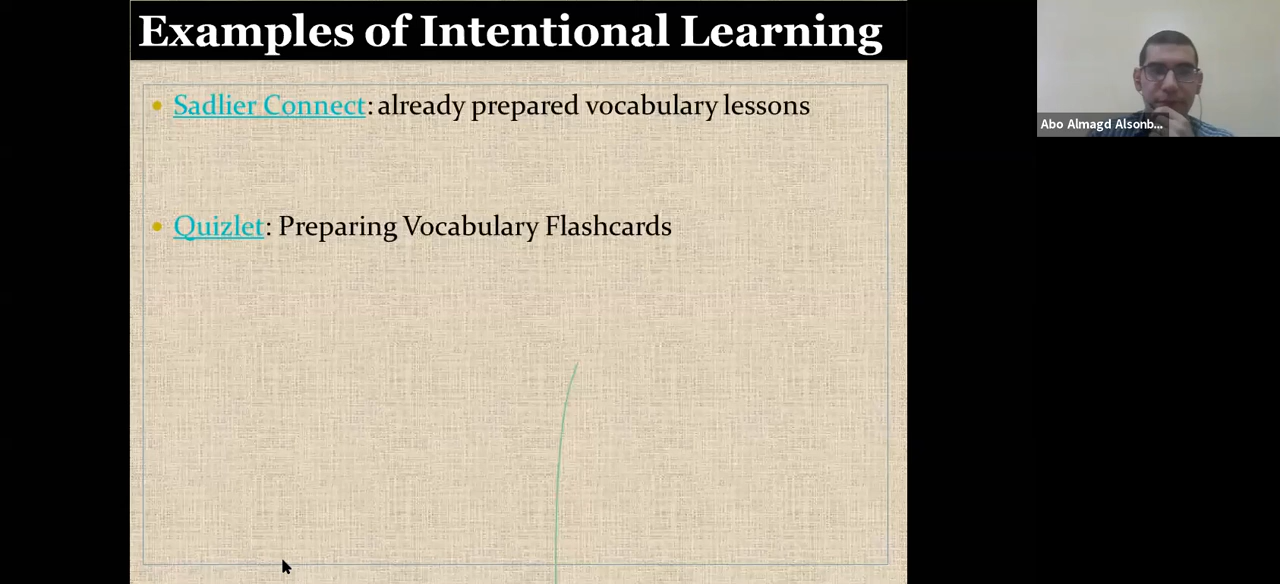 Examples of Intentional Learning
Sadlier Connect: already prepared vocabulary lessons
Quizlet: Preparing Vocabulary Flashcards
Abo Almagd Alsonb...